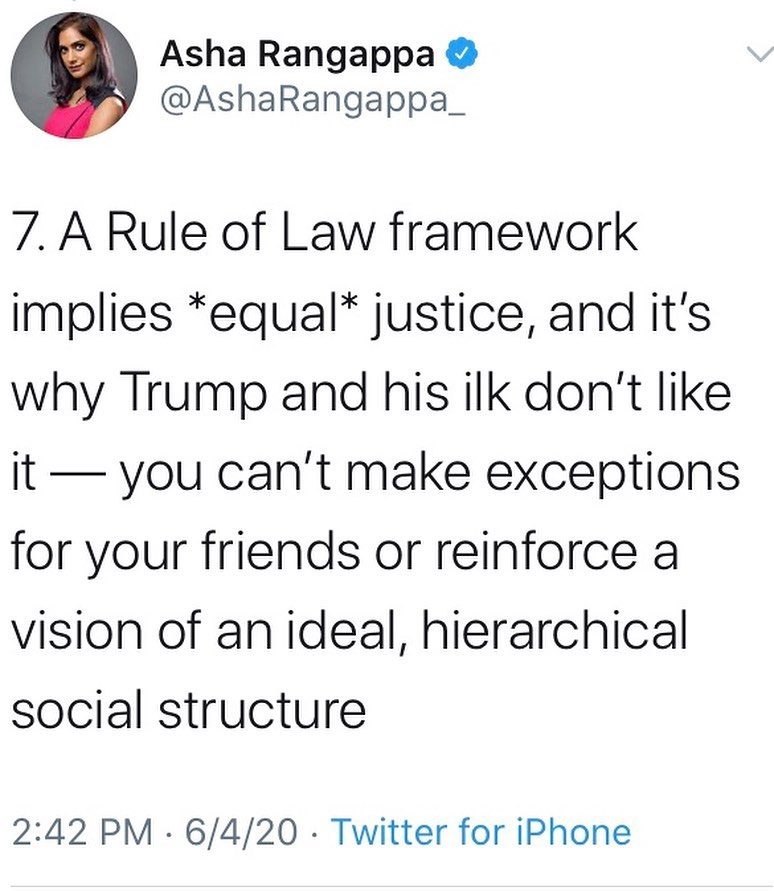 Asha Rangappa
@AshaRangappa_
7. A Rule of Law framework
implies *equal* justice, and it’s
why Trump and his ilk don’t like
it — you can’t make exceptions
for your friends or reinforce a
vision of an ideal, hierarchical
social structure
2:42 PM · 6/4/20 · Twitter for iPhone